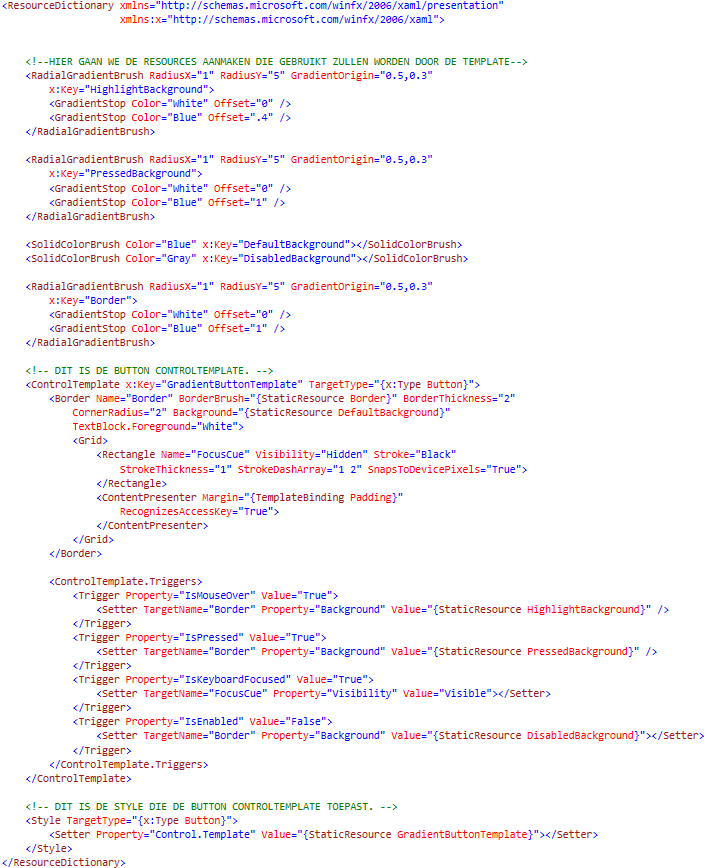 <ResourceDictionary xmlns="http://schemas.microsoft.com/winfx/2006/xaml/presentation"
xmlns:x="http://schemas.microsoft.com/winfx/2006/xaml">
<!--HIER GAAN WE DE RESOURCES AANMAKEN DIE GEBRUIKT ZULLEN WORDEN DOOR DE TEMPLATE-->
<RadialGradientBrush RadiusX="1" RadiusY="5" GradientOrigin="0.5,0.3"
x:Key="HighlightBackground">
<GradientStop Color="White" Offset="0" />
<GradientStop Color="Blue" Offset=".4" />
</RadialGradientBrush>
<RadialGradientBrush RadiusX="1" RadiusY="5" GradientOrigin="0.5,0.3"
x:Key="PressedBackground">
<GradientStop Color="White" Offset="0" />
<GradientStop Color="Blue" Offset="1" />
</RadialGradientBrush>
<SolidColorBrush Color="Blue" x:Key="DefaultBackground"></SolidColorBrush>
<SolidColorBrush Color="Gray" x:Key="DisabledBackground"></SolidColorBrush>
<RadialGradientBrush RadiusX="1" RadiusY="5" GradientOrigin="0.5,0.3"
x:Key="Border">
<GradientStop Color="White" Offset="0" />
<GradientStop Color="Blue" Offset="1" />
</RadialGradientBrush>
<!-- DIT IS DE BUTTON CONTROLTEMPLATE. -->
<ControlTemplate x:Key="GradientButtonTemplate" TargetType="{x:Type Button}">
<Border Name="Border" BorderBrush="{StaticResource Border}" BorderThickness="2"
CornerRadius="2" Background="{StaticResource DefaultBackground}"
TextBlock.Foreground="White">
<Grid>
<Rectangle Name="FocusCue" Visibility="Hidden" Stroke="Black"
StrokeThickness="1" StrokeDashArray="1 2" SnapsToDevicePixels="True">
</Rectangle>
<ContentPresenter Margin="{TemplateBinding Padding}"
RecognizesAccessKey="True">
</ContentPresenter>
</Grid>
</Border>
<ControlTemplate.Triggers>
<Trigger Property="IsMouseOver" Value="True">
<Setter TargetName="Border" Property="Background" Value="{StaticResource HighlightBackground}" />
</Trigger>
<Trigger Property="IsPressed" Value="True">
<Setter TargetName="Border" Property="Background" Value="{StaticResource PressedBackground}" />
</Trigger>
<Trigger Property="IsKeyboardFocused" Value="True">
<Setter TargetName="FocusCue" Property="Visibility" Value="Visible"></Setter>
</Trigger>
<Trigger Property="IsEnabled" Value="False">
<Setter TargetName="Border" Property="Background" Value="{StaticResource DisabledBackground}"></Setter>
</Trigger>
</ControlTemplate.Triggers>
</ControlTemplate>
<!-- DIT IS DE STYLE DIE DE BUTTON CONTROLTEMPLATE TOEPAST. -->
<Style TargetType="{x:Type Button}">
<Setter Property="Control.Template" Value="{StaticResource GradientButtonTemplate}"></Setter>
</Style>
</ResourceDictionary>